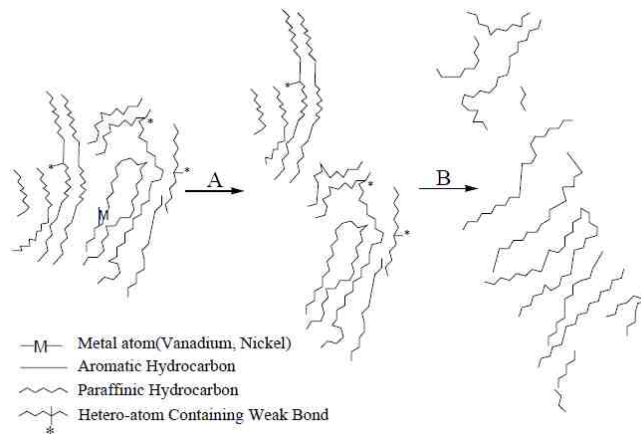 *
*
*
M
A
*
*
*
B
M Metal atom(Vanadium, Nickel)
Aromatic Hydrocarbon
Paraffinic Hydrocarbon
Hetero-atom Containing Weak Bond
*